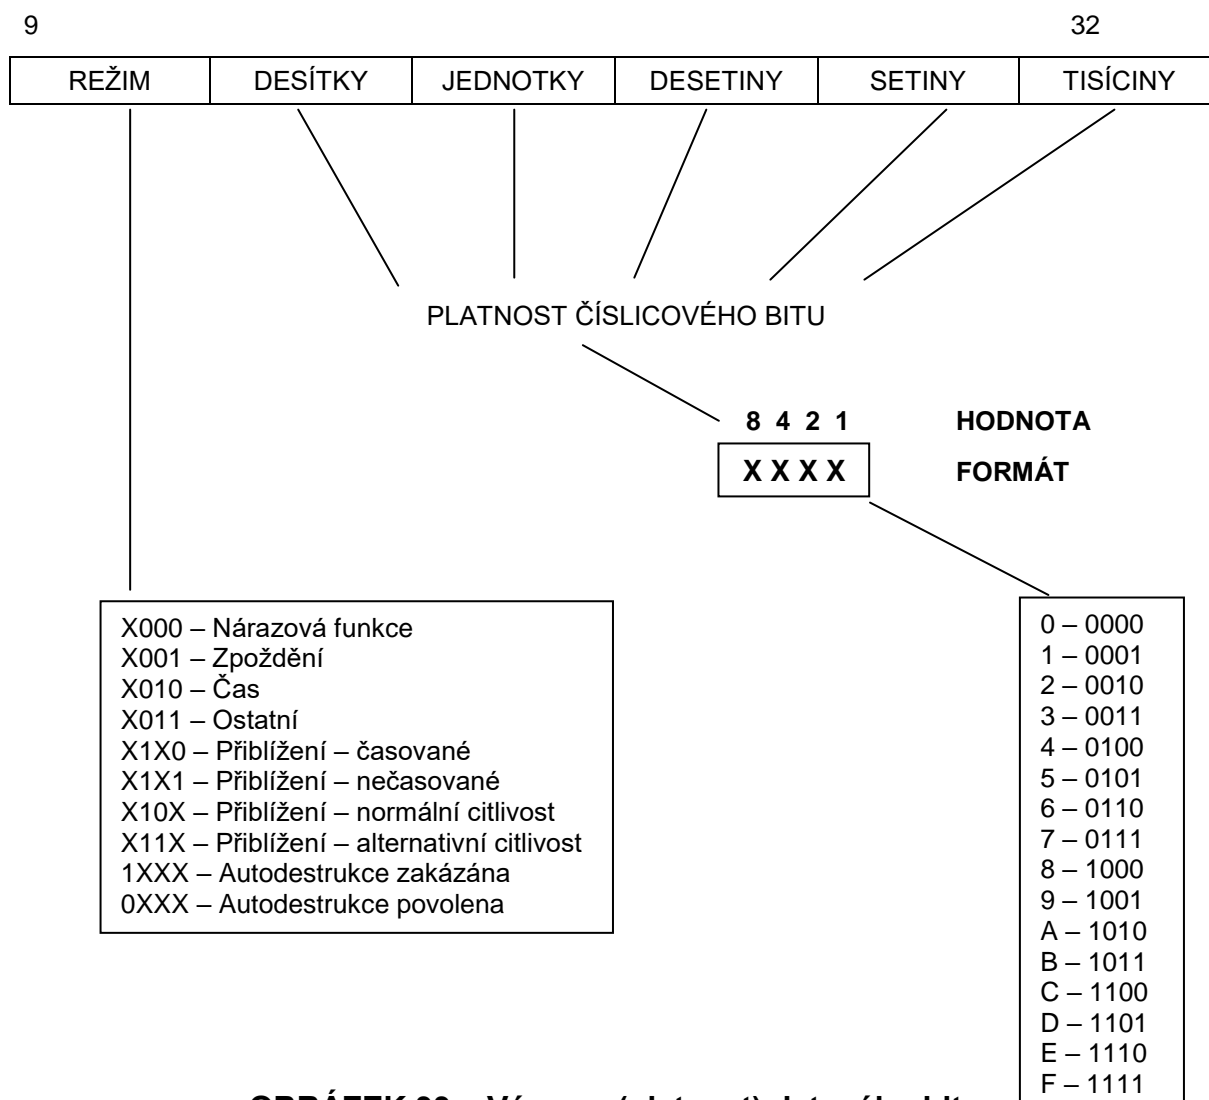 9 32
REŽIM DESÍTKY JEDNOTKY DESETINY SETINY TISÍCINY
PLATNOST ČÍSLICOVÉHO BITU
8 4 2 1 HODNOTA
X X X X FORMÁT
X000 – Nárazová funkce
X001 – Zpoždění
X010 – Čas
X011 – Ostatní
X1X0 – Přiblížení – časované
X1X1 – Přiblížení – nečasované
X10X – Přiblížení – normální citlivost
X11X – Přiblížení – alternativní citlivost
1XXX – Autodestrukce zakázána
0XXX – Autodestrukce povolena
0 – 0000
1 – 0001
2 – 0010
3 – 0011
4 – 0100
5 – 0101
6 – 0110
7 – 0111
8 – 1000
9 – 1001
A – 1010
B – 1011
C – 1100
D – 1101
E – 1110
F – 1111